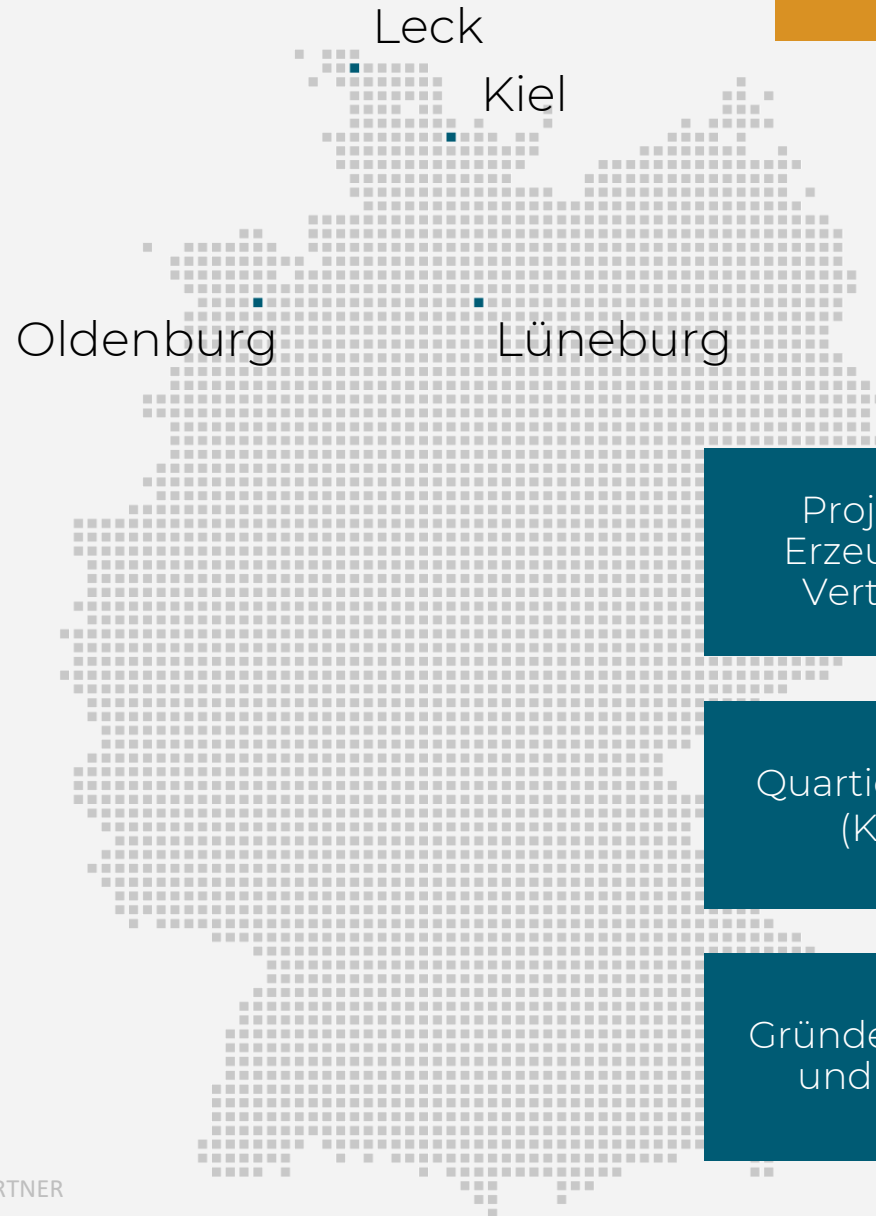 Leck
Kiel
Oldenburg
Lüneburg
Proj
Erzeu
Vert
Quarti
(K
Gründe
und
RTNER